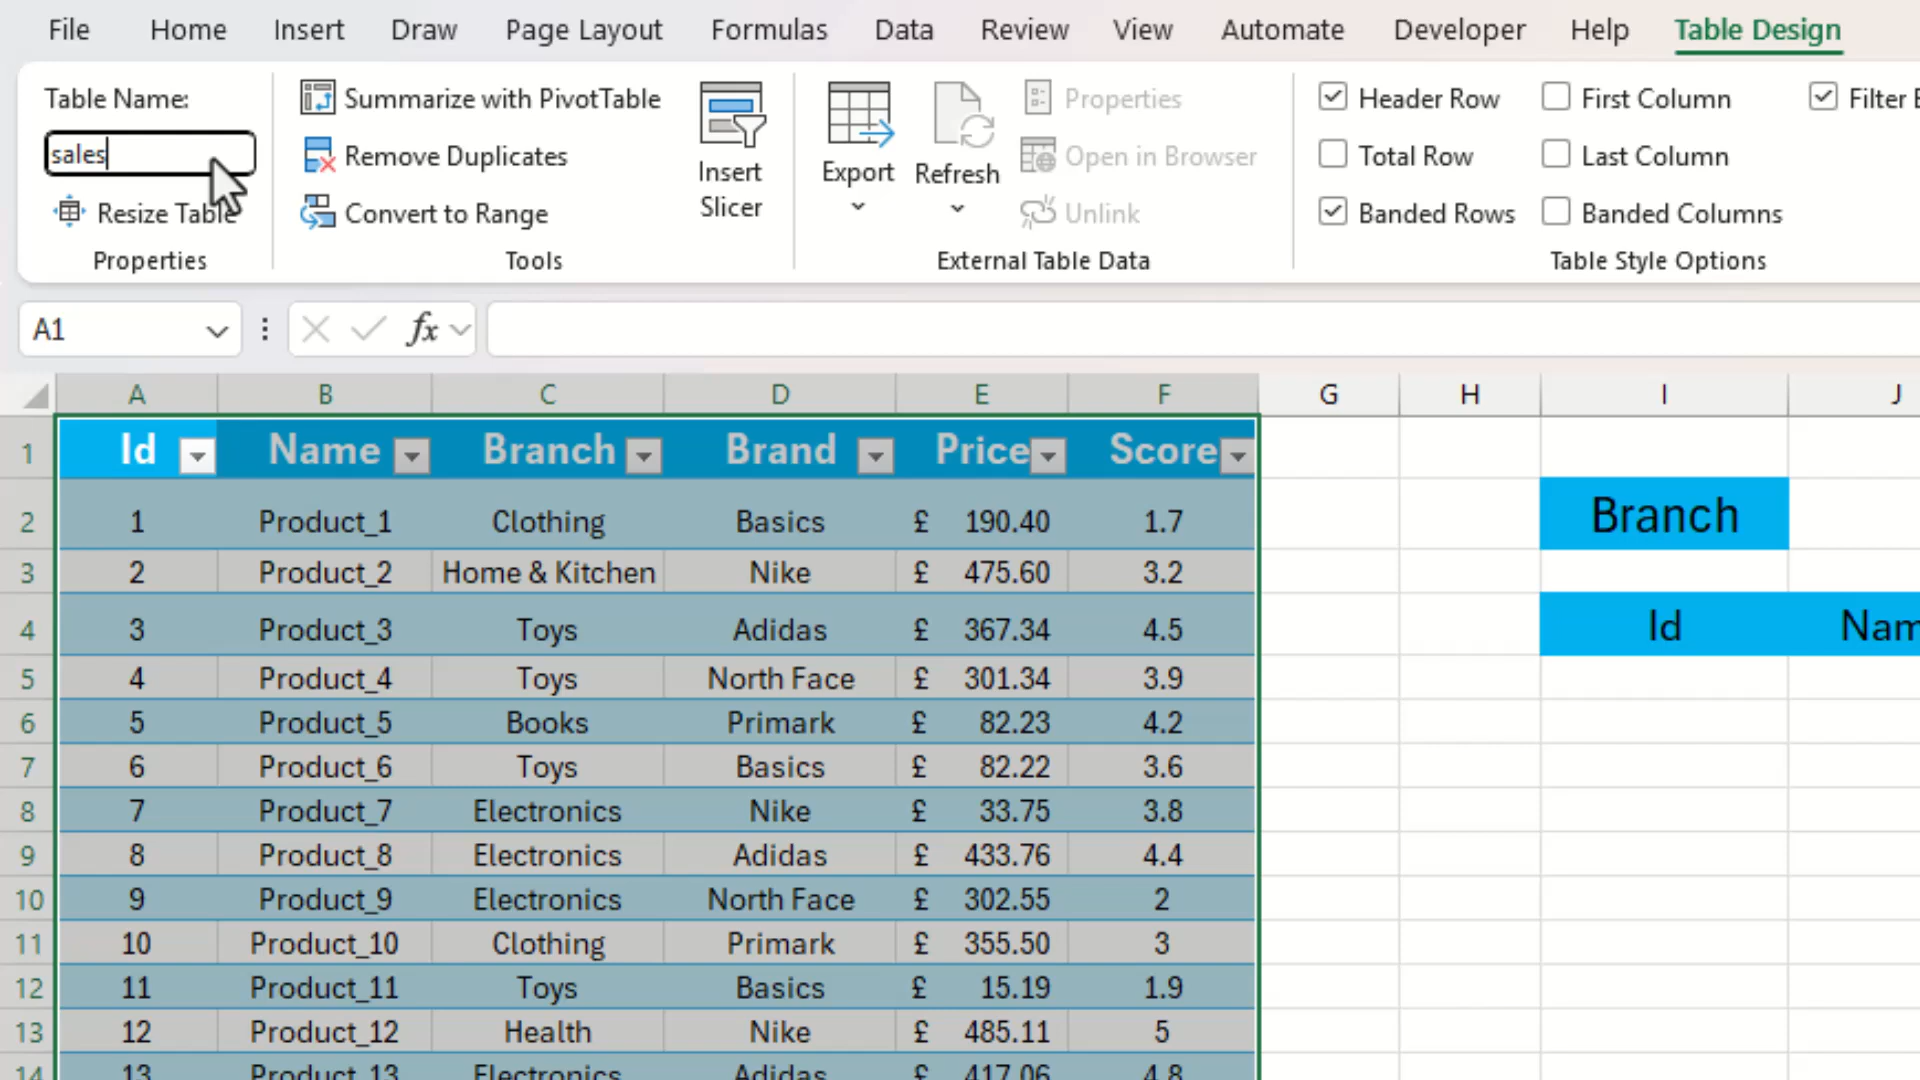 File Home Insert Draw Page Layout Formulas Data Review View Automate Developer Help Table Design
Table Name:
sales
Resize Table
Properties
Summarize with PivotTable
Remove Duplicates
Convert to Range
Insert
Slicer
Tools
Export
Refresh
Properties
Open in Browser
Unlink
External Table Data
Header Row
Total Row
Banded Rows
First Column
Last Column
Banded Columns
Filter
Table Style Options
A1
fx
A B C D E F G H I J
1 Id Name Branch Brand Price Score
2 1 Product_1 Clothing Basics £ 190.40 1.7 Branch
3 2 Product_2 Home & Kitchen Nike £ 475.60 3.2
4 3 Product_3 Toys Adidas £ 367.34 4.5 Id Nam
5 4 Product_4 Toys North Face £ 301.34 3.9
6 5 Product_5 Books Primark £ 82.23 4.2
7 6 Product_6 Toys Basics £ 82.22 3.6
8 7 Product_7 Electronics Nike £ 33.75 3.8
9 8 Product_8 Electronics Adidas £ 433.76 4.4
10 9 Product_9 Electronics North Face £ 302.55 2
11 10 Product_10 Clothing Primark £ 355.50 3
12 11 Product_11 Toys Basics £ 15.19 1.9
13 12 Product_12 Health Nike £ 485.11 5
14 13 Product_13 Electronics Adidas £ 417.06 4.8